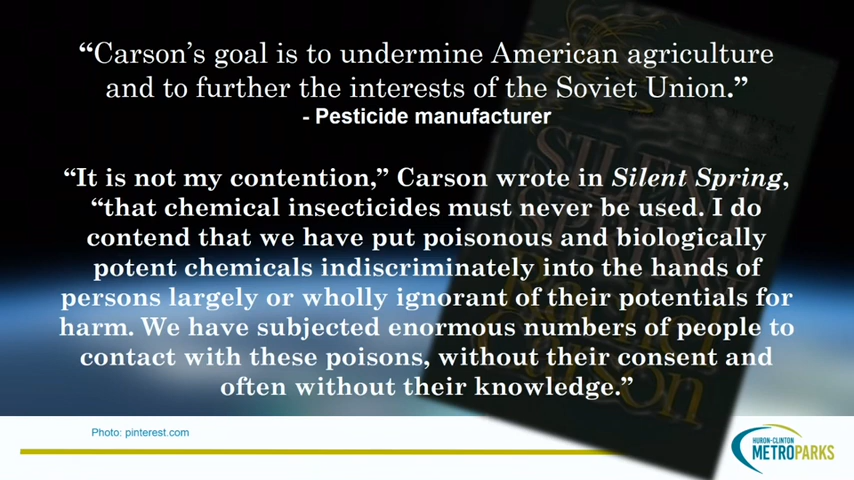 “Carson’s goal is to undermine American agriculture
and to further the interests of the Soviet Union.”
- Pesticide manufacturer
“It is not my contention,” Carson wrote in Silent Spring,
“that chemical insecticides must never be used. I do
contend that we have put poisonous and biologically
potent chemicals indiscriminately into the hands of
persons largely or wholly ignorant of their potentials for
harm. We have subjected enormous numbers of people to
contact with these poisons, without their consent and
often without their knowledge.”
SILENT
SPRING
Rachel
Carson
Photo: pinterest.com
HURON-CLINTON
METROPARKS